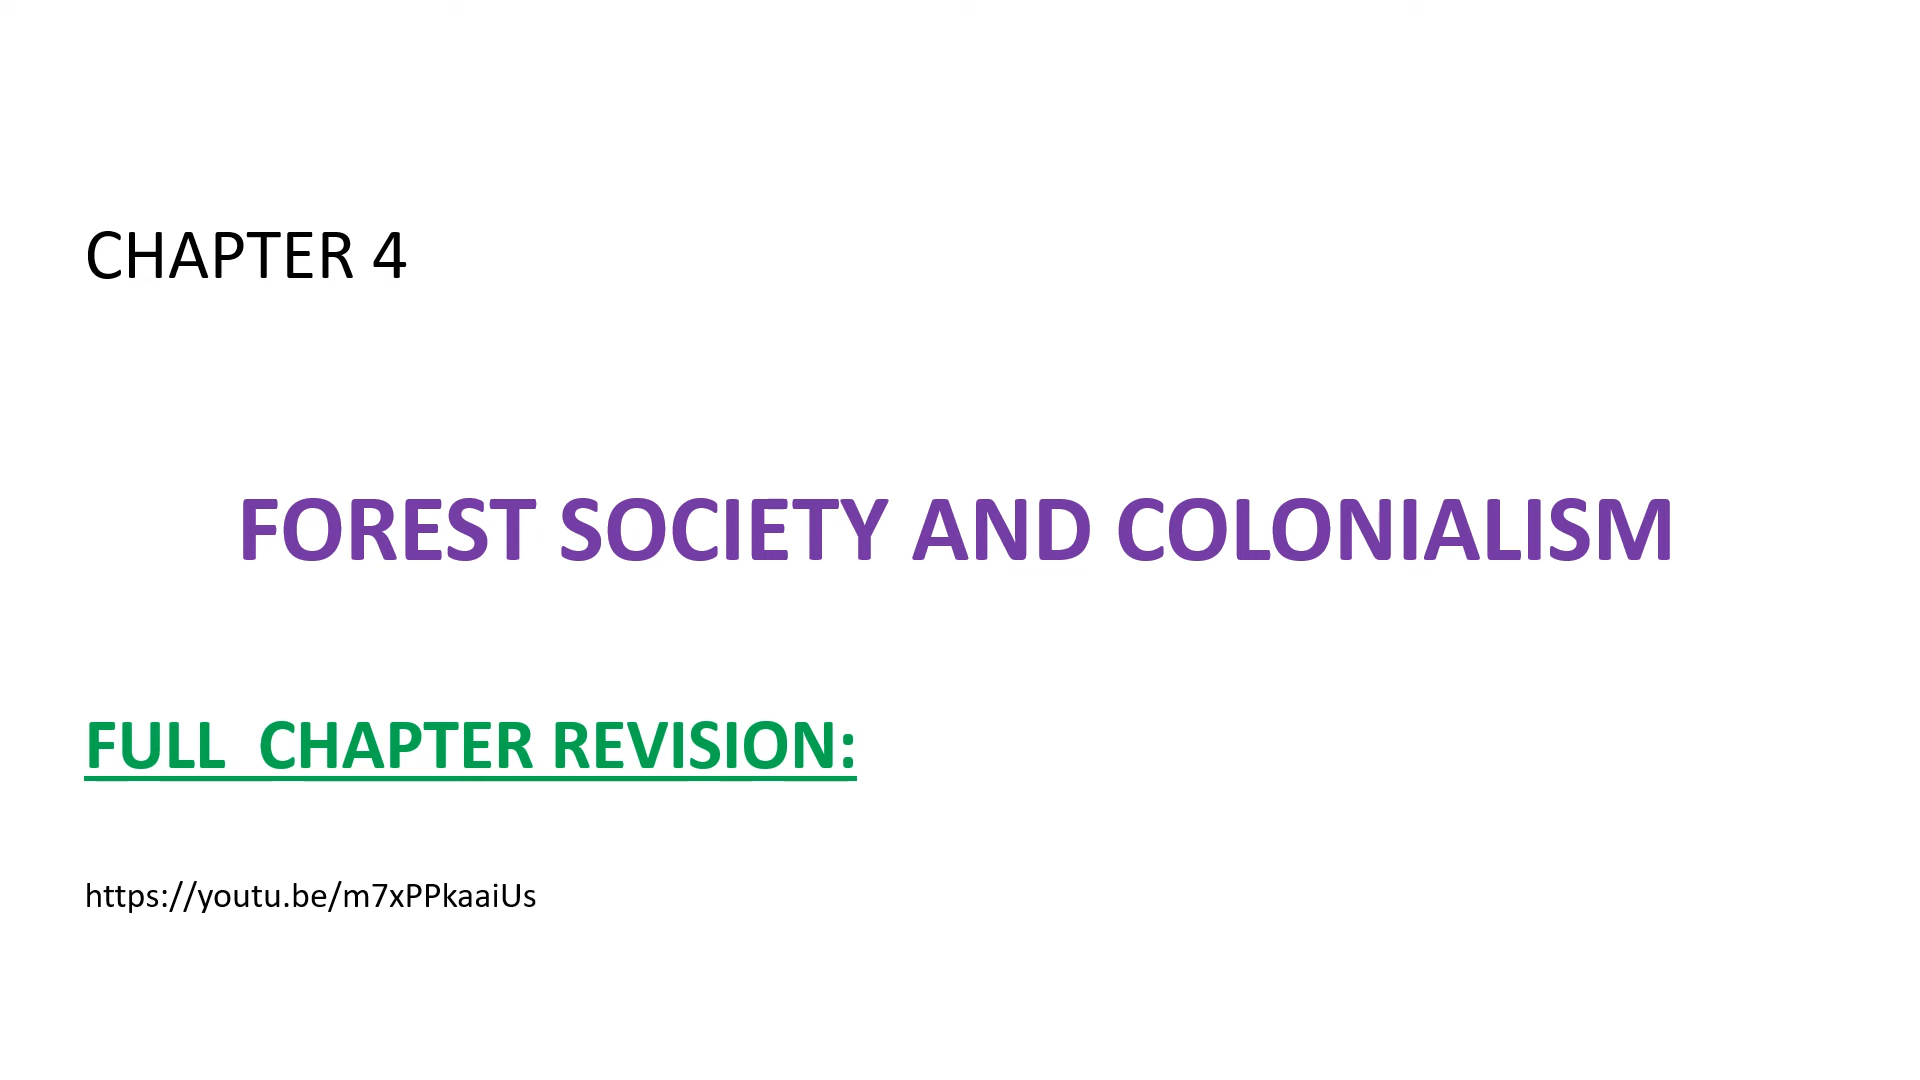 CHAPTER 4
FOREST SOCIETY AND COLONIALISM
FULL  CHAPTER REVISION:
https://youtu.be/m7xPPkaaiUs